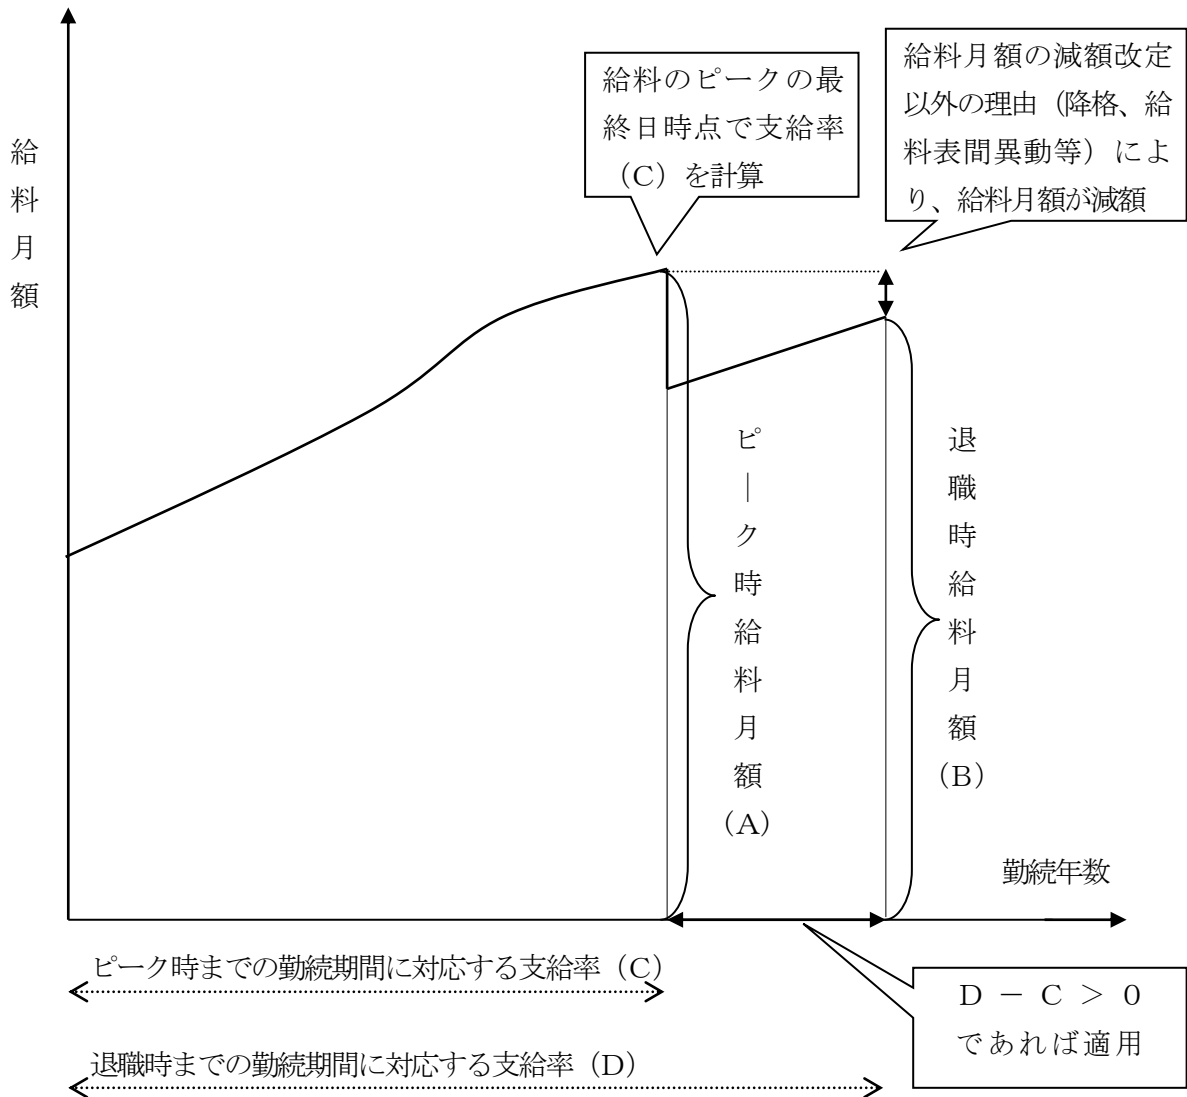 給料月額
給料のピークの最
終日時点で支給率
(C)を計算
給料月額の減額改定
以外の理由(降格、給
料表間異動等)によ
り、給料月額が減額
ピ｜ク時給料月額(A)
退職時給料月額(B)
勤続年数
ピーク時までの勤続期間に対応する支給率(C)
D － C ＞ 0
であれば適用
退職時までの勤続期間に対応する支給率(D)